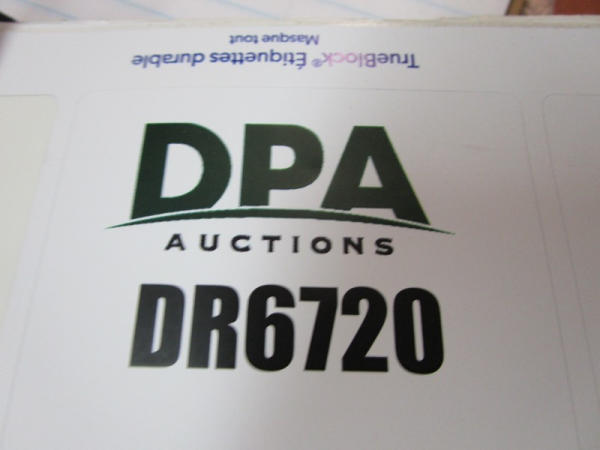 TrueBlock® Étiquettes durable
Masque tout
DPA
AUCTIONS
DR6720